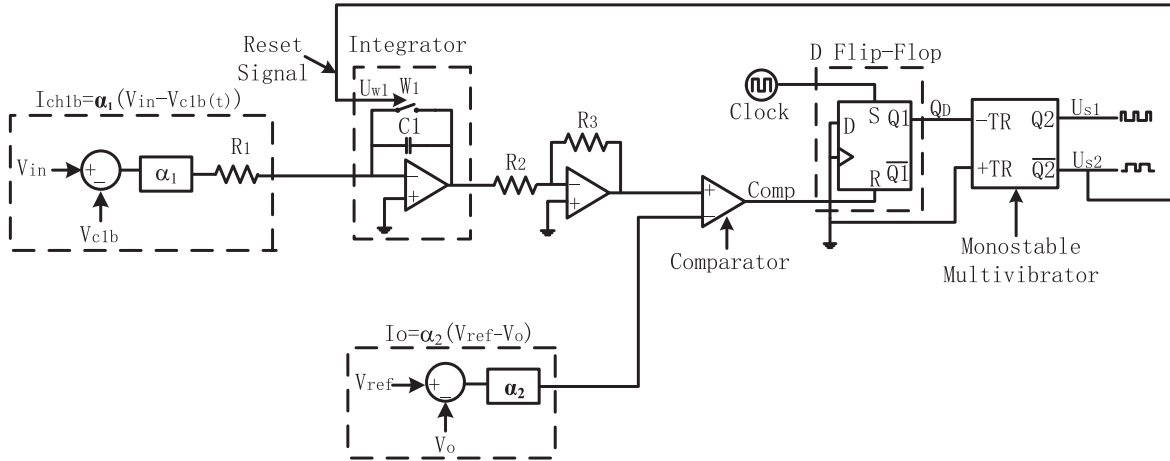 Reset
Signal
Integrator
D Flip-Flop
Uw1
W1
C1
−
+
Ich1b=α1(Vin−Vc1b(t))
Vin
+
−
α1
R1
Vc1b
R2
R3
−
+
+
−
Comp
Comparator
Clock
D
S
Q1
R
Q1
QD
−TR
+TR
Q2
Q2
Us1
Us2
Monostable
Multivibrator
Io=α2(Vref−Vo)
Vref
+
−
α2
Vo